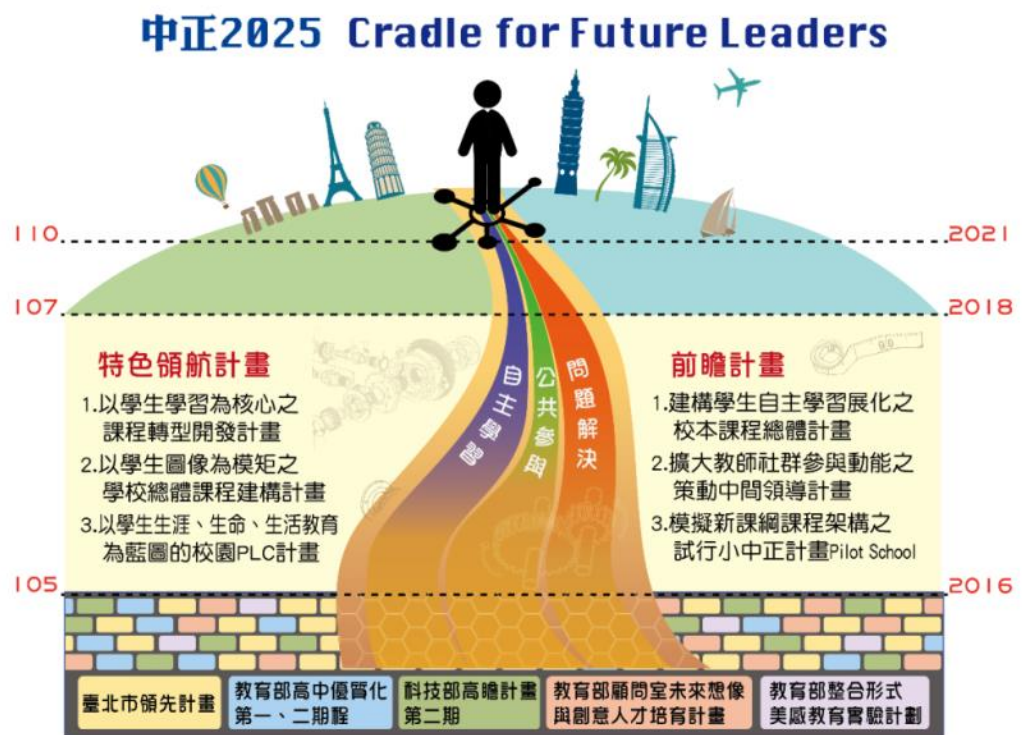 中正2025 Cradle for Future Leaders
110
2021
107
2018
特色領航計畫
1.以學生學習為核心之
課程轉型開發計畫
2.以學生圖像為模矩之
學校總體課程建構計畫
3.以學生生涯、生命、生活教育
為藍圖的校園PLC計畫
自主學習
公共參與
問題解決
前瞻計畫
1.建構學生自主學習展化之
校本課程總體計畫
2.擴大教師社群參與動能之
策動中間領導計畫
3.模擬新課綱課程架構之
試行小中正計畫Pilot School
105
2016
臺北市領先計畫
教育部高中優質化
第一、二期程
科技部高瞻計畫
第二期
教育部顧問室未來想像
與創意人才培育計畫
教育部整合形式
美感教育實驗計劃